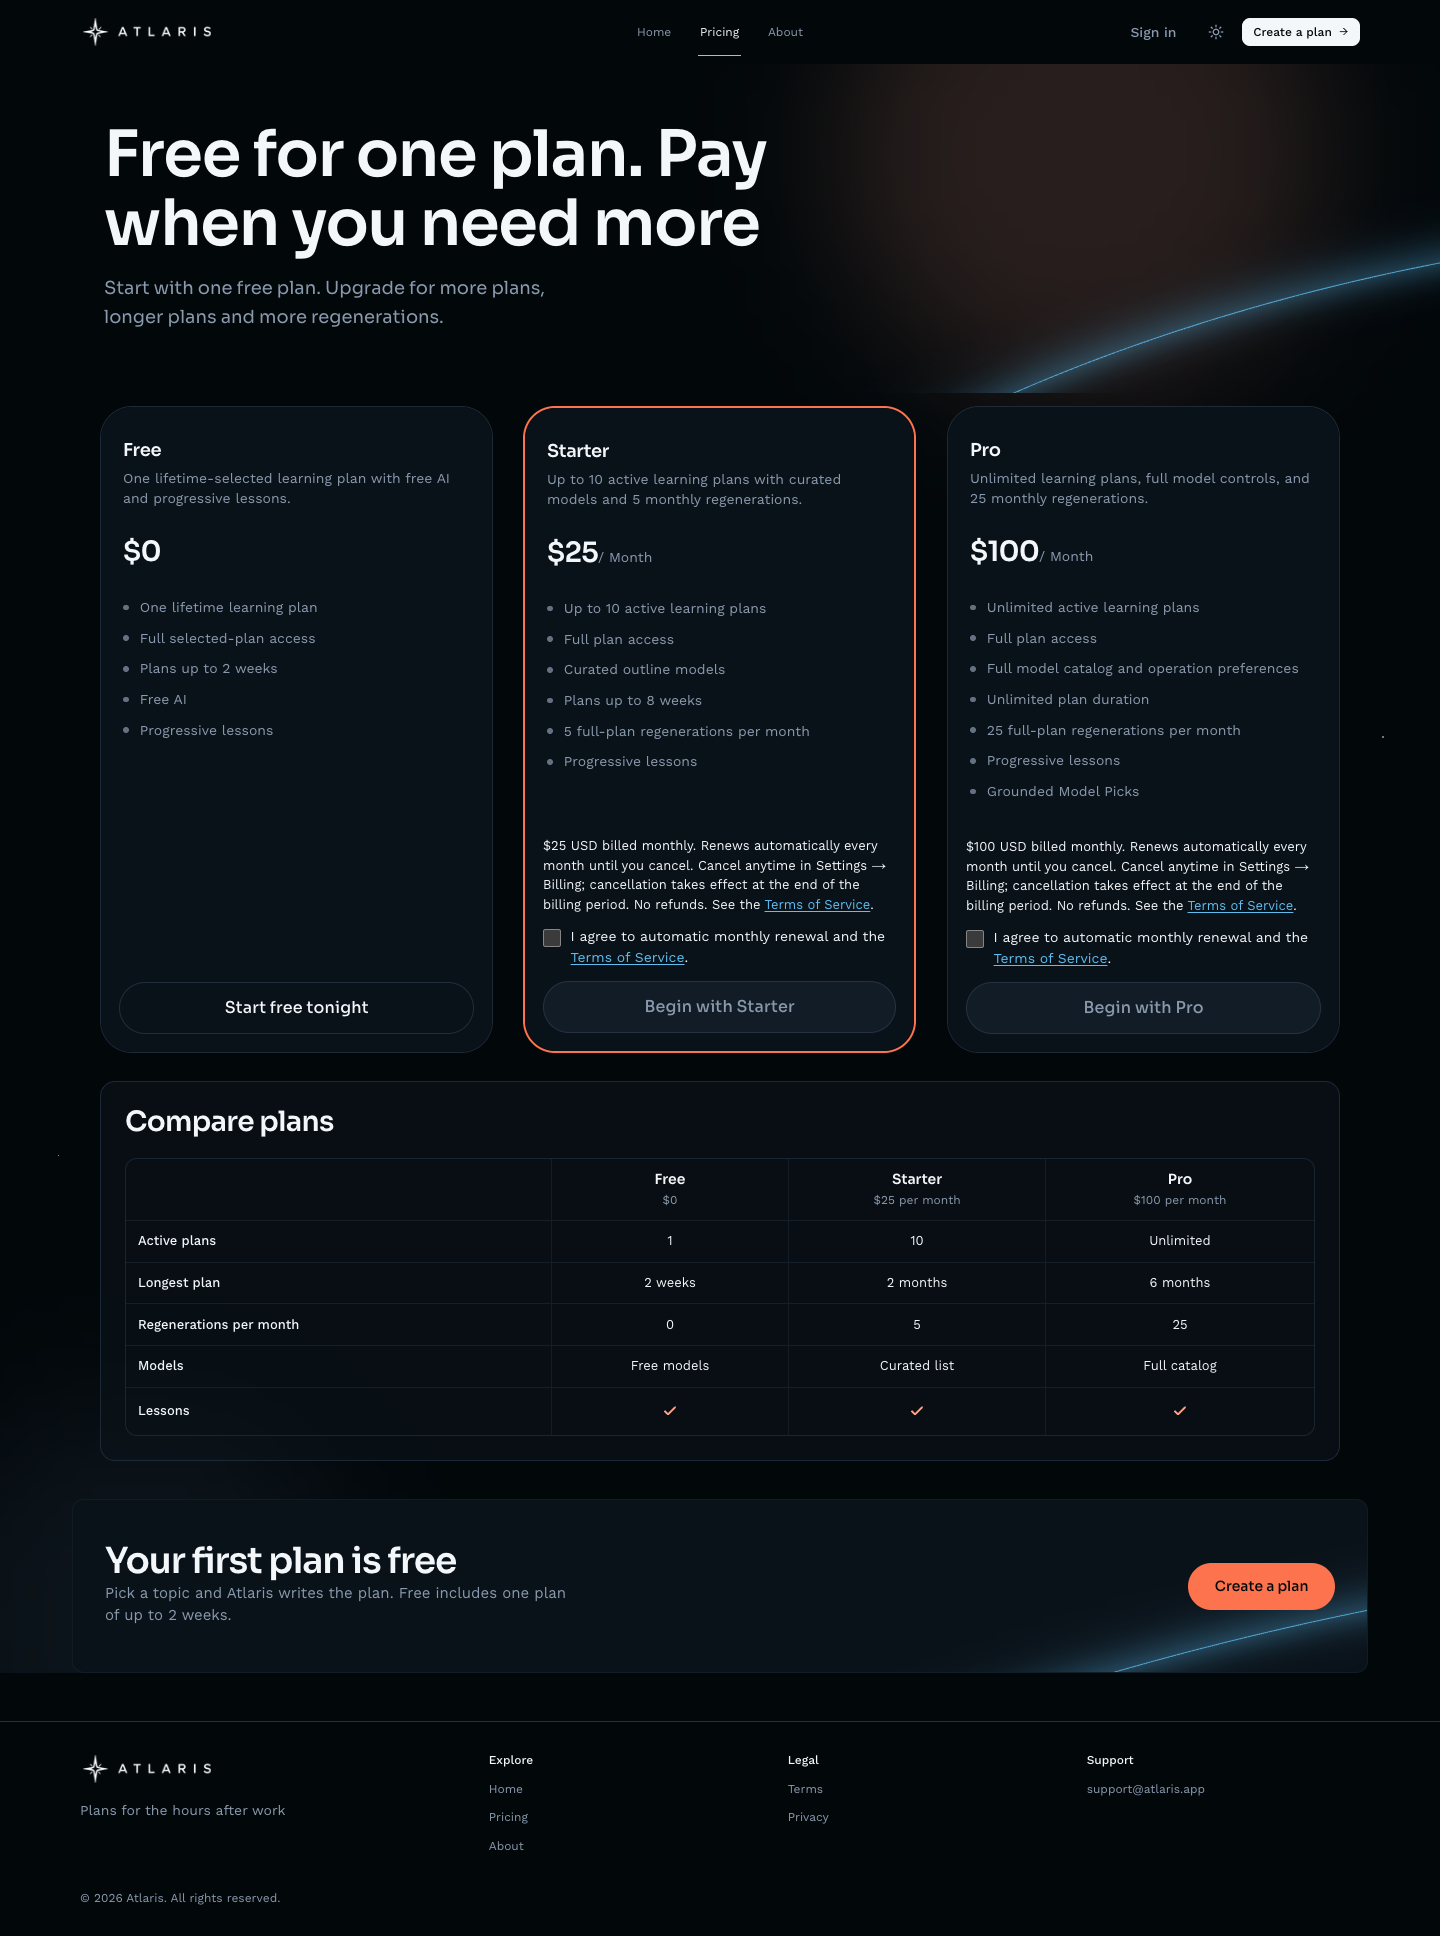 ATLARIS
Home
Pricing
About
Sign in
Create a plan →
Free for one plan. Pay
when you need more
Start with one free plan. Upgrade for more plans,
longer plans and more regenerations.
Free
One lifetime-selected learning plan with free AI
and progressive lessons.
$0
One lifetime learning plan
Full selected-plan access
Plans up to 2 weeks
Free AI
Progressive lessons
Start free tonight
Starter
Up to 10 active learning plans with curated
models and 5 monthly regenerations.
$25/ Month
Up to 10 active learning plans
Full plan access
Curated outline models
Plans up to 8 weeks
5 full-plan regenerations per month
Progressive lessons
$25 USD billed monthly. Renews automatically every
month until you cancel. Cancel anytime in Settings →
Billing; cancellation takes effect at the end of the
billing period. No refunds. See the Terms of Service.
I agree to automatic monthly renewal and the
Terms of Service.
Begin with Starter
Pro
Unlimited learning plans, full model controls, and
25 monthly regenerations.
$100/ Month
Unlimited active learning plans
Full plan access
Full model catalog and operation preferences
Unlimited plan duration
25 full-plan regenerations per month
Progressive lessons
Grounded Model Picks
$100 USD billed monthly. Renews automatically every
month until you cancel. Cancel anytime in Settings →
Billing; cancellation takes effect at the end of the
billing period. No refunds. See the Terms of Service.
I agree to automatic monthly renewal and the
Terms of Service.
Begin with Pro
Compare plans
Free Starter Pro
$0 $25 per month $100 per month
Active plans 1 10 Unlimited
Longest plan 2 weeks 2 months 6 months
Regenerations per month 0 5 25
Models Free models Curated list Full catalog
Lessons ✓ ✓ ✓
Your first plan is free
Pick a topic and Atlaris writes the plan. Free includes one plan
of up to 2 weeks.
Create a plan
ATLARIS
Plans for the hours after work
Explore
Home
Pricing
About
Legal
Terms
Privacy
Support
support@atlaris.app
© 2026 Atlaris. All rights reserved.